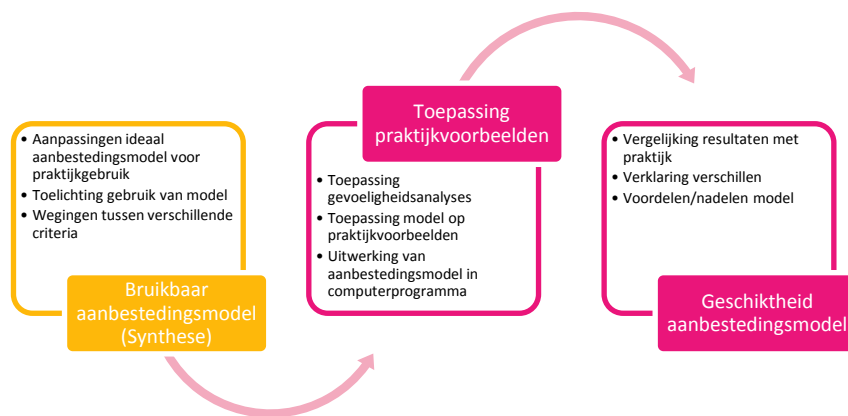 • Aanpassingen ideaal
aanbestedingsmodel voor
praktijkgebruik
• Toelichting gebruik van model
• Wegingen tussen verschillende
criteria
Bruikbaar
aanbestedingsmodel
(Synthese)
Toepassing
praktijkvoorbeelden
• Toepassing
gevoeligheidsanalyses
• Toepassing model op
praktijkvoorbeelden
• Uitwerking van
aanbestedingsmodel in
computerprogramma
• Vergelijking resultaten met
praktijk
• Verklaring verschillen
• Voordelen/nadelen model
Geschiktheid
aanbestedingsmodel